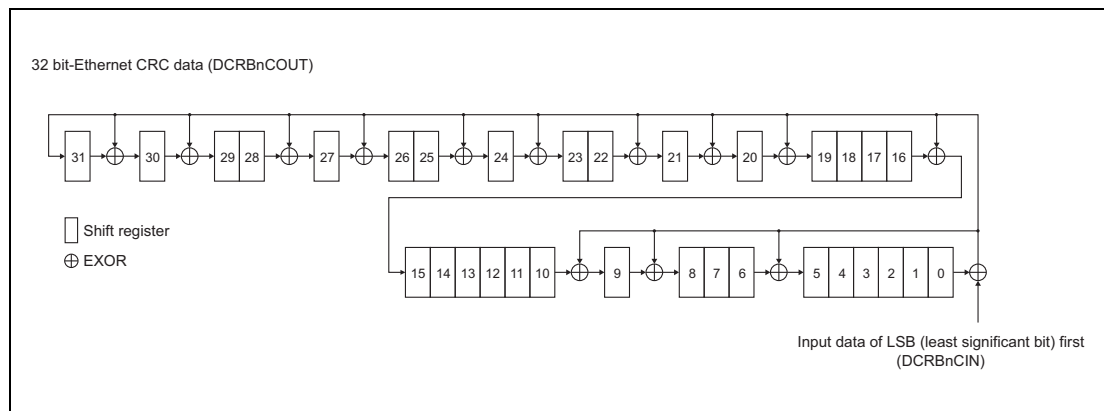 32 bit-Ethernet CRC data (DCRBnCOUT)
31 30 29 28 27 26 25 24 23 22 21 20 19 18 17 16
Shift register
EXOR
15 14 13 12 11 10 9 8 7 6 5 4 3 2 1 0
Input data of LSB (least significant bit) first
(DCRBnCIN)